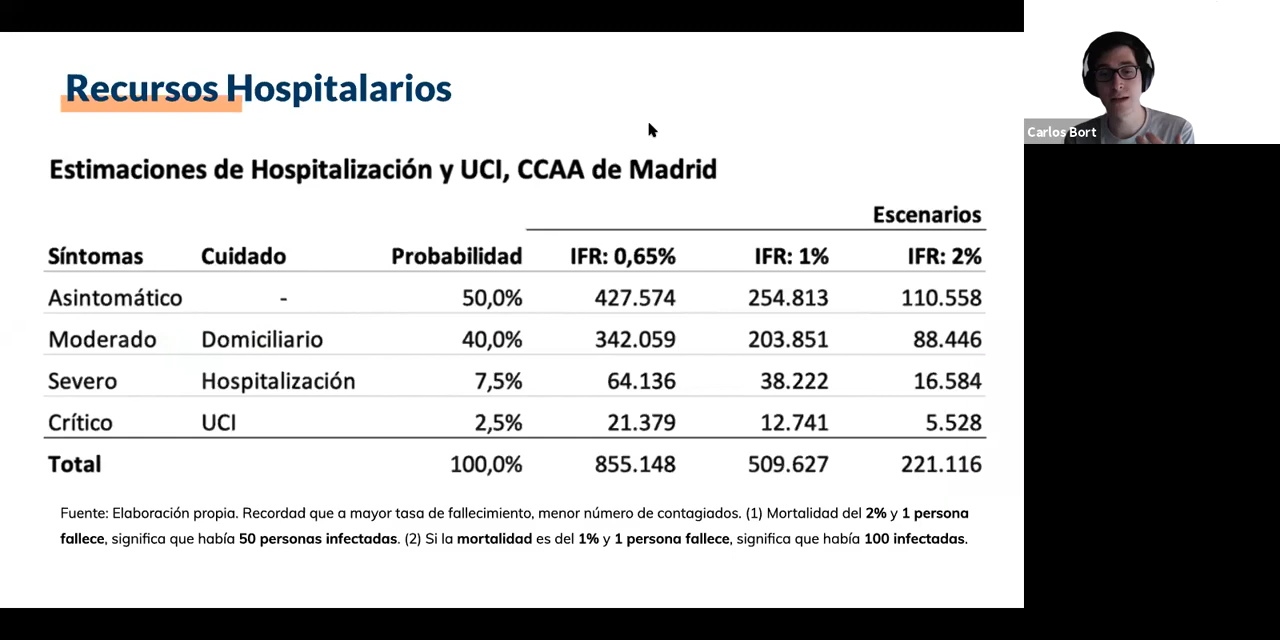 Recursos Hospitalarios
Carlos Bort
Estimaciones de Hospitalización y UCI, CCAA de Madrid
Escenarios
Síntomas Cuidado Probabilidad IFR: 0,65% IFR: 1% IFR: 2%
Asintomático - 50,0% 427.574 254.813 110.558
Moderado Domiciliario 40,0% 342.059 203.851 88.446
Severo Hospitalización 7,5% 64.136 38.222 16.584
Crítico UCI 2,5% 21.379 12.741 5.528
Total 100,0% 855.148 509.627 221.116
Fuente: Elaboración propia. Recordad que a mayor tasa de fallecimiento, menor número de contagiados. (1) Mortalidad del 2% y 1 persona
fallece, significa que había 50 personas infectadas. (2) Si la mortalidad es del 1% y 1 persona fallece, significa que había 100 infectadas.